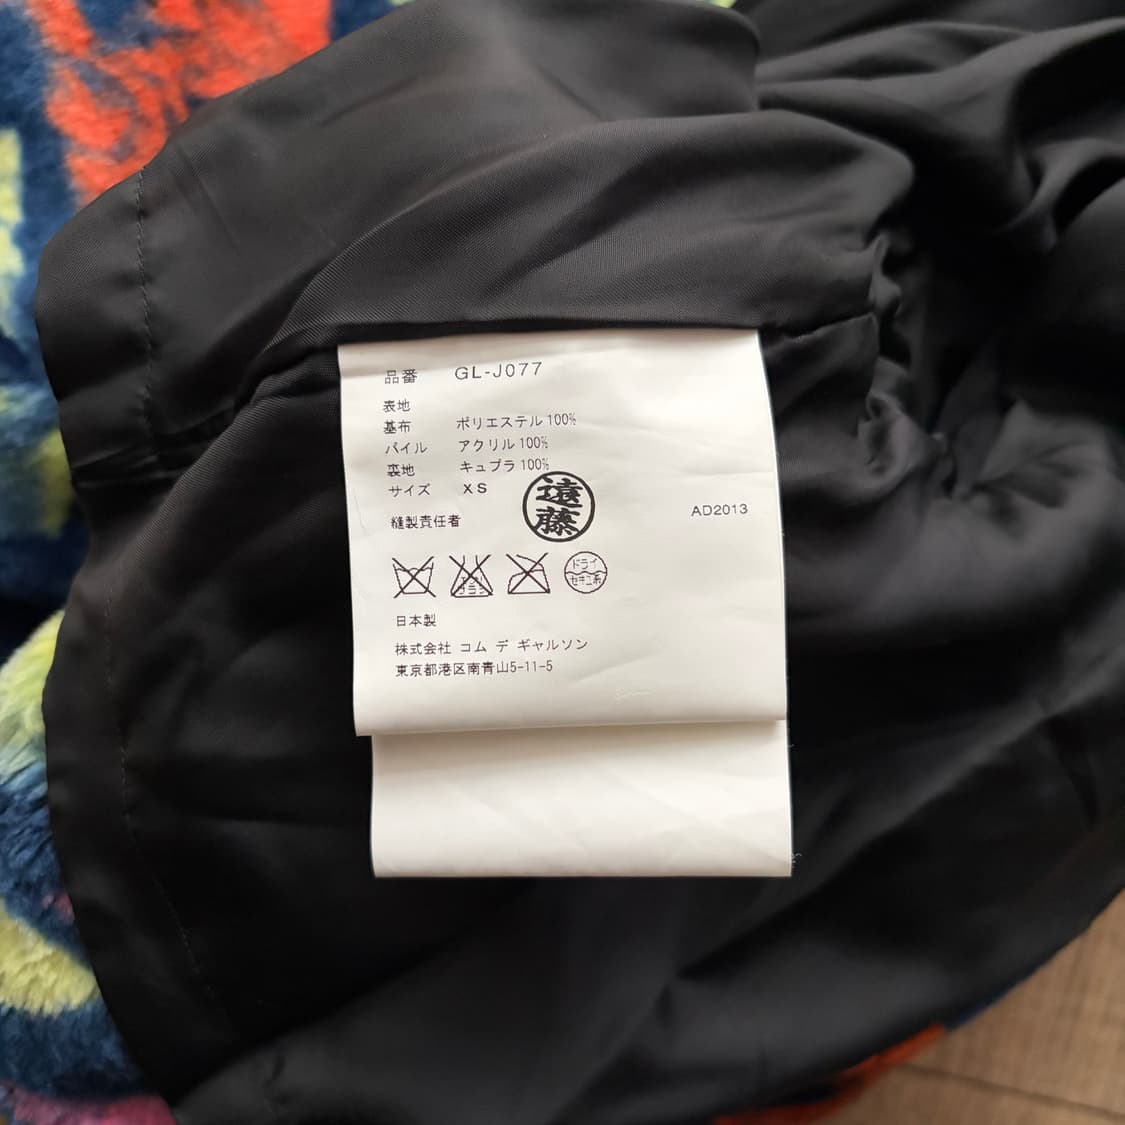 品番 GL-J077
表地
基布 ポリエステル 100%
パイル アクリル 100%
裏地 キュプラ 100%
サイズ XS
縫製責任者 遠藤
AD2013
ドライ
セキユ系
日本製
株式会社 コム デ ギャルソン
東京都港区南青山5-11-5